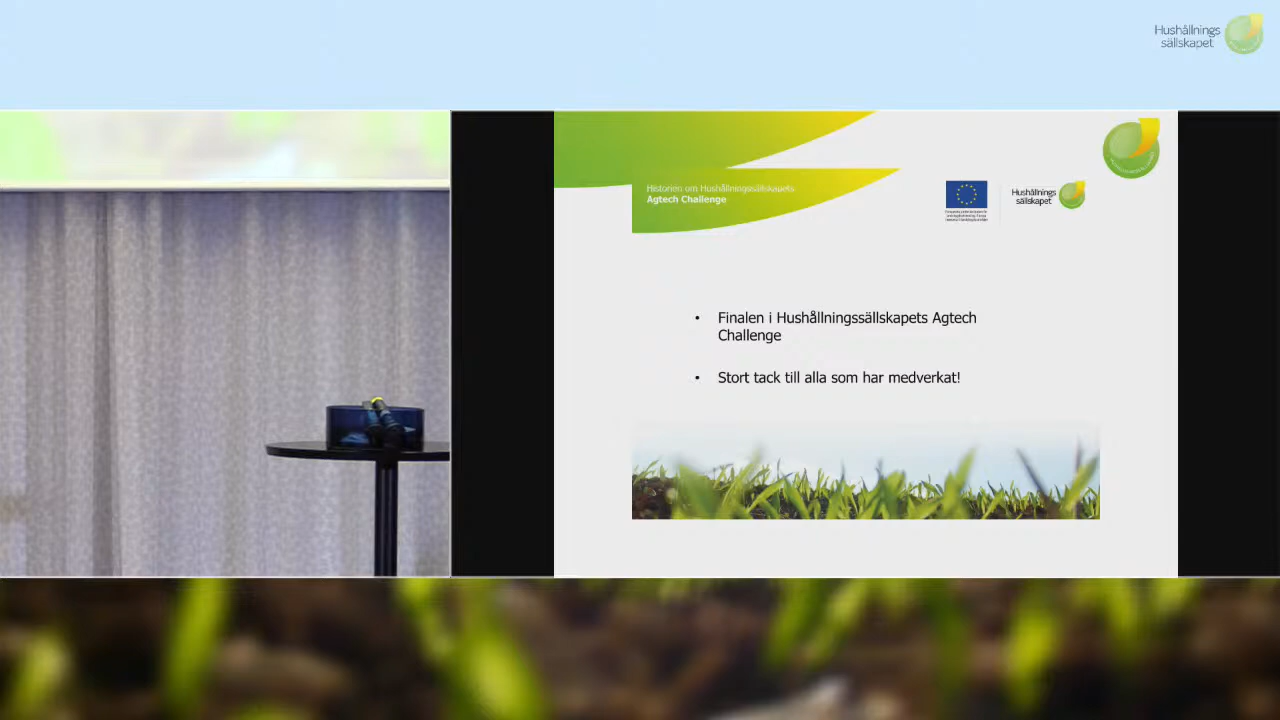 Hushållnings
sällskapet
Historien om Hushållningssällskapets
Agtech Challenge
Hushållnings
sällskapet
• Finalen i Hushållningssällskapets Agtech
Challenge
• Stort tack till alla som har medverkat!